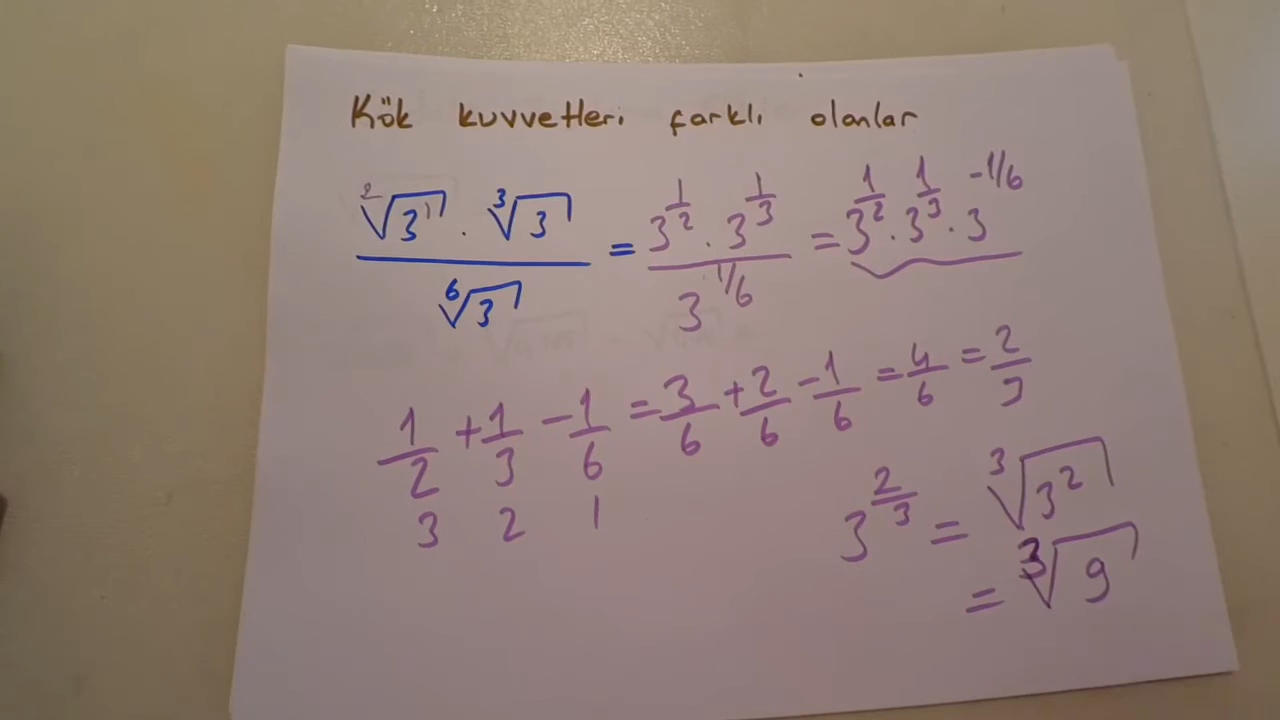 Kök kuvvetleri farklı olanlar
²√3¹ . ³√3 / ⁶√3 = 3^(1/2) . 3^(1/3) / 3^(1/6) = 3^(1/2) . 3^(1/3) . 3^(-1/6)
1/2 + 1/3 - 1/6 = 3/6 + 2/6 - 1/6 = 4/6 = 2/3
3 2 1
3^(2/3) = ³√3²
= ³√9